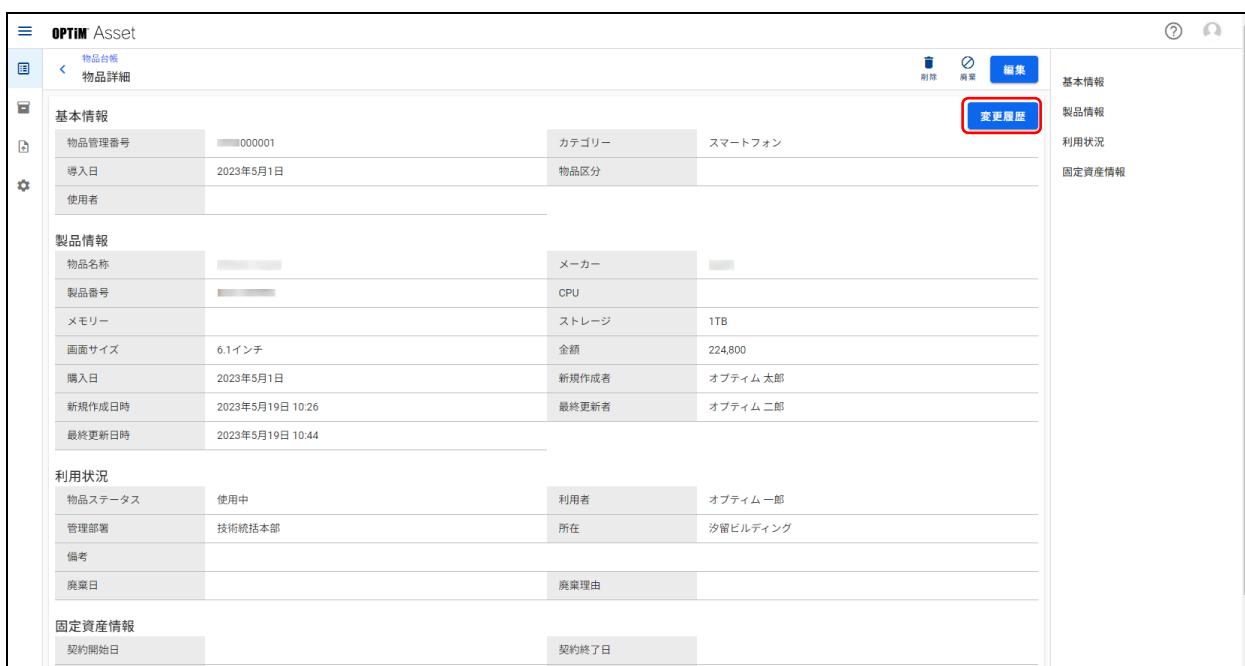 OPTiM Asset
物品台帳
物品詳細
削除
廃棄
編集
基本情報
製品情報
利用状況
固定資産情報
基本情報
変更履歴
物品管理番号 000001 カテゴリー スマートフォン
導入日 2023年5月1日 物品区分
使用者
製品情報
物品名称 メーカー
製品番号 CPU
メモリー ストレージ 1TB
画面サイズ 6.1インチ 金額 224,800
購入日 2023年5月1日 新規作成者 オプティム 太郎
新規作成日時 2023年5月19日 10:26 最終更新者 オプティム 二郎
最終更新日時 2023年5月19日 10:44
利用状況
物品ステータス 使用中 利用者 オプティム 一郎
管理部署 技術統括本部 所在 汐留ビルディング
備考
廃棄日 廃棄理由
固定資産情報
契約開始日 契約終了日